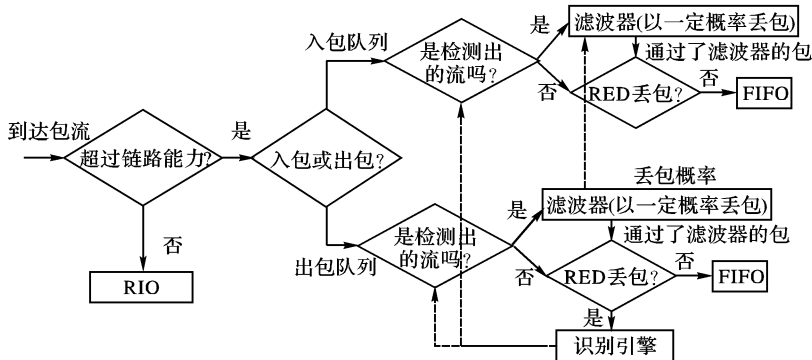 入包队列
是检测出
的流吗?
是
滤波器(以一定概率丢包)
通过了滤波器的包
否
RED丢包?
否
FIFO
到达包流
超过链路能力?
是
入包或出包?
否
RIO
出包队列
是检测出
的流吗?
是
丢包概率
滤波器(以一定概率丢包)
通过了滤波器的包
否
RED丢包?
否
FIFO
是
识别引擎